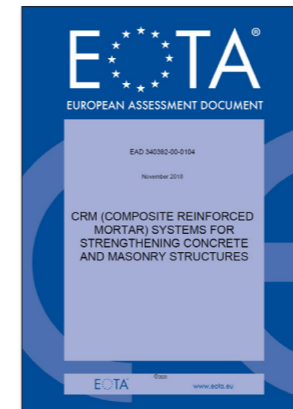 EOTA®
EUROPEAN ASSESSMENT DOCUMENT
EAD 340392-00-0104
November 2018
CRM (COMPOSITE REINFORCED
MORTAR) SYSTEMS FOR
STRENGTHENING CONCRETE
AND MASONRY STRUCTURES
EOTA
www.eota.eu